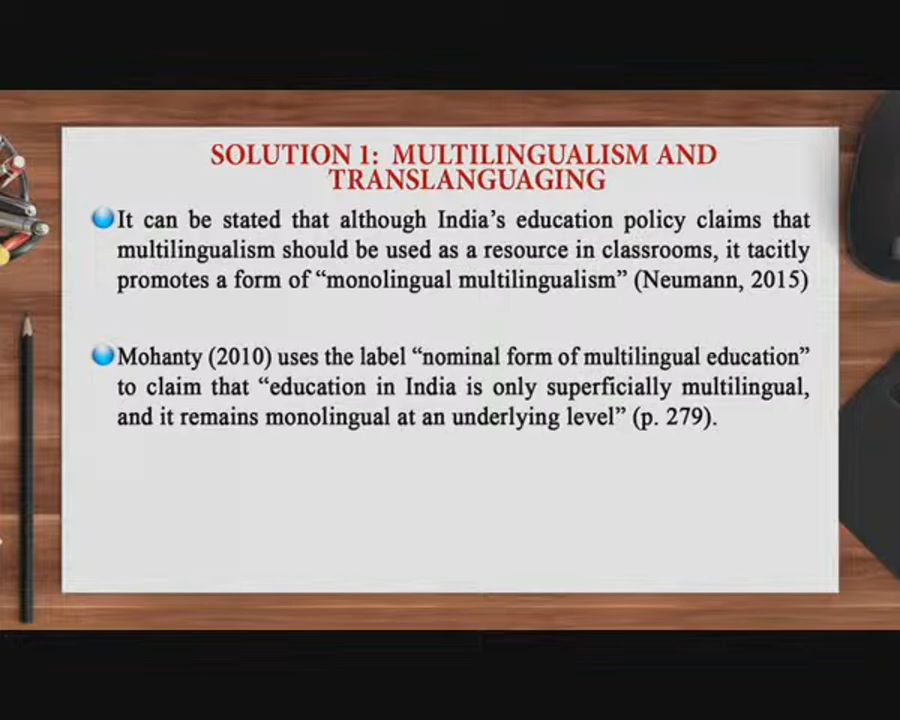 SOLUTION 1: MULTILINGUALISM AND
TRANSLANGUAGING
It can be stated that although India's education policy claims that
multilingualism should be used as a resource in classrooms, it tacitly
promotes a form of “monolingual multilingualism” (Neumann, 2015)
Mohanty (2010) uses the label “nominal form of multilingual education”
to claim that “education in India is only superficially multilingual,
and it remains monolingual at an underlying level” (p. 279).